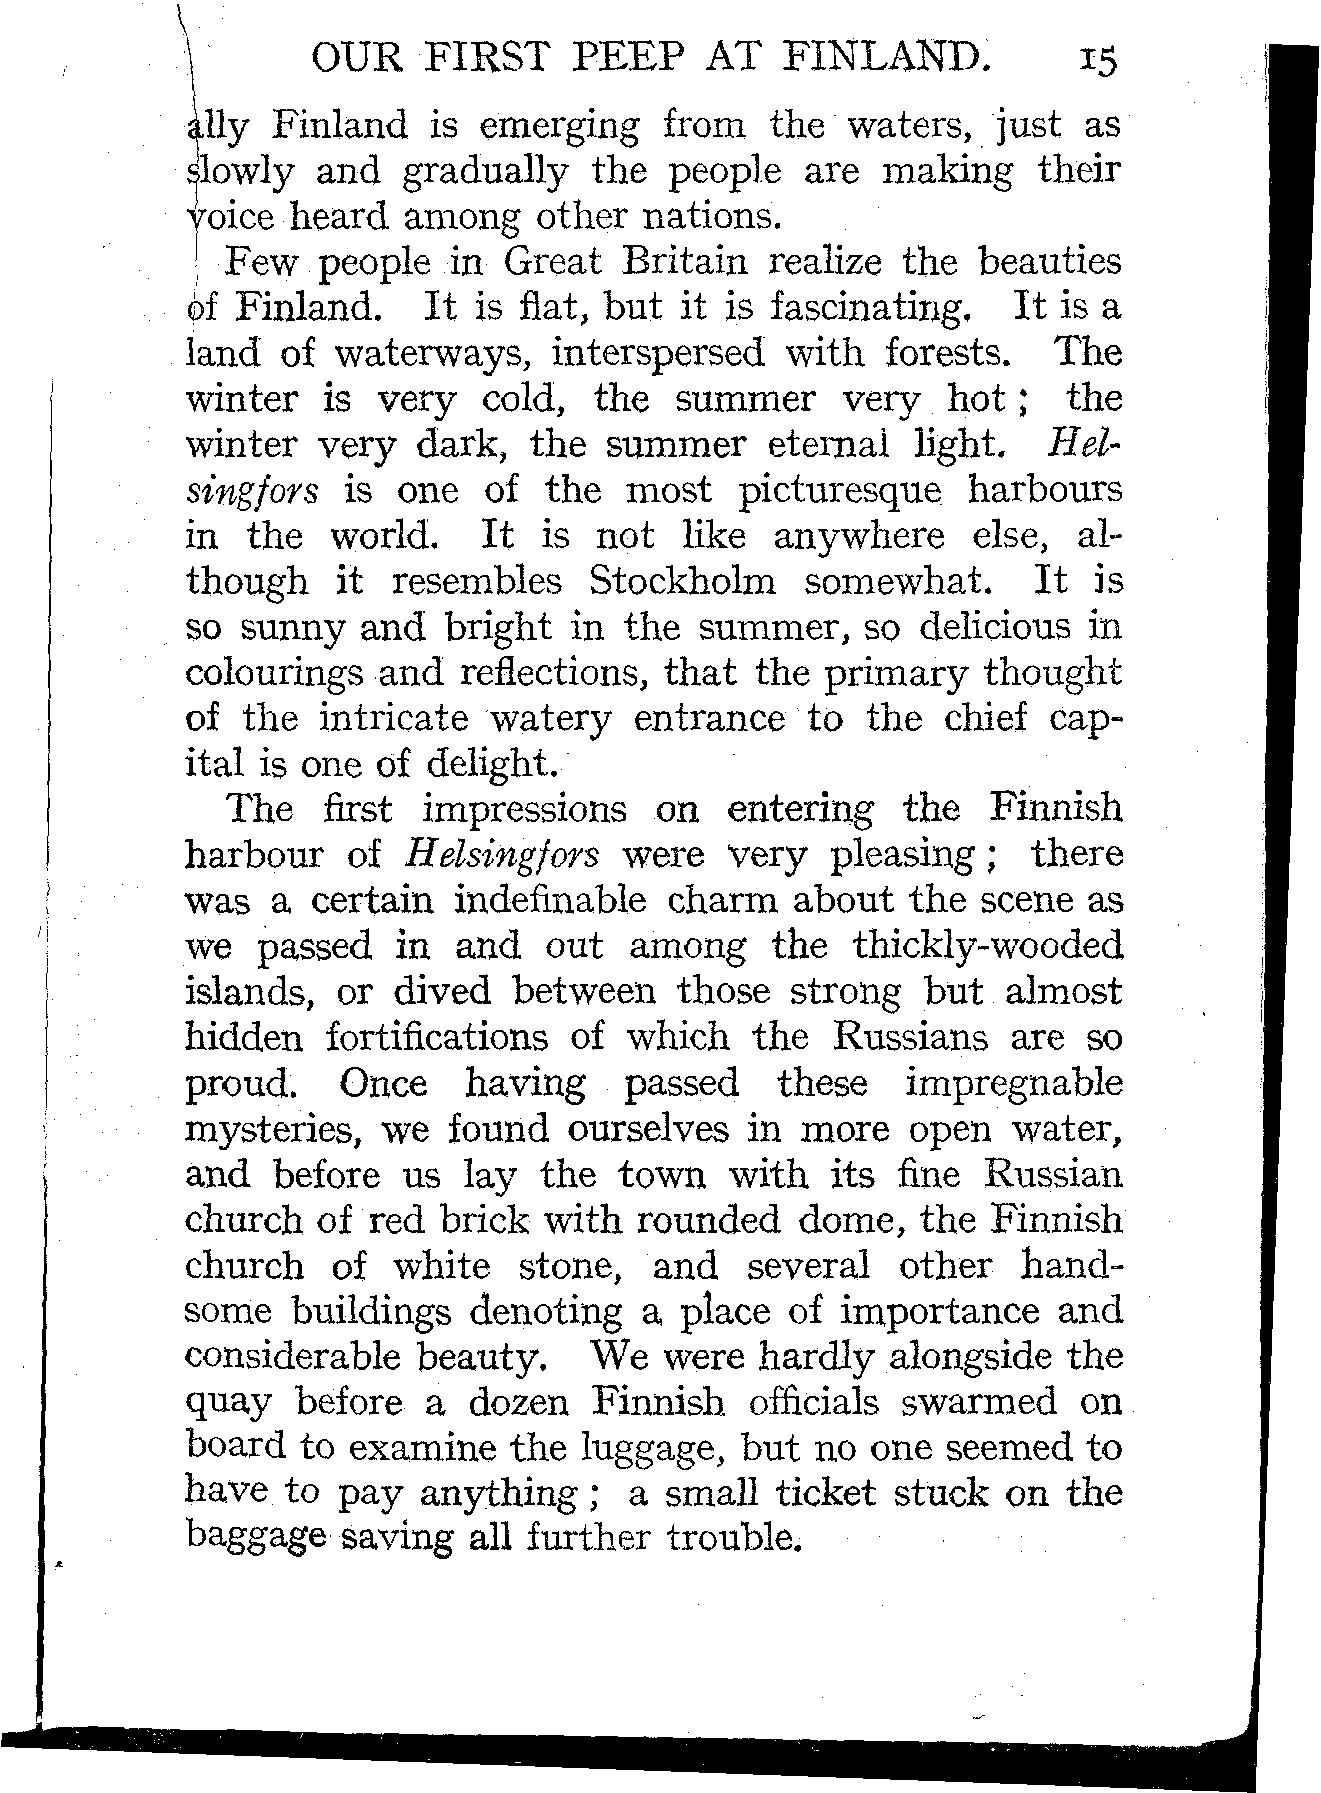 OUR FIRST PEEP AT FINLAND. 15
ally Finland is emerging from the waters, just as
slowly and gradually the people are making their
voice heard among other nations.
Few people in Great Britain realize the beauties
of Finland. It is flat, but it is fascinating. It is a
land of waterways, interspersed with forests. The
winter is very cold, the summer very hot ; the
winter very dark, the summer eternal light. Hel-
singfors is one of the most picturesque harbours
in the world. It is not like anywhere else, al-
though it resembles Stockholm somewhat. It is
so sunny and bright in the summer, so delicious in
colourings and reflections, that the primary thought
of the intricate watery entrance to the chief cap-
ital is one of delight.
The first impressions on entering the Finnish
harbour of Helsingfors were very pleasing ; there
was a certain indefinable charm about the scene as
we passed in and out among the thickly-wooded
islands, or dived between those strong but almost
hidden fortifications of which the Russians are so
proud. Once having passed these impregnable
mysteries, we found ourselves in more open water,
and before us lay the town with its fine Russian
church of red brick with rounded dome, the Finnish
church of white stone, and several other hand-
some buildings denoting a place of importance and
considerable beauty. We were hardly alongside the
quay before a dozen Finnish officials swarmed on
board to examine the luggage, but no one seemed to
have to pay anything ; a small ticket stuck on the
baggage saving all further trouble.